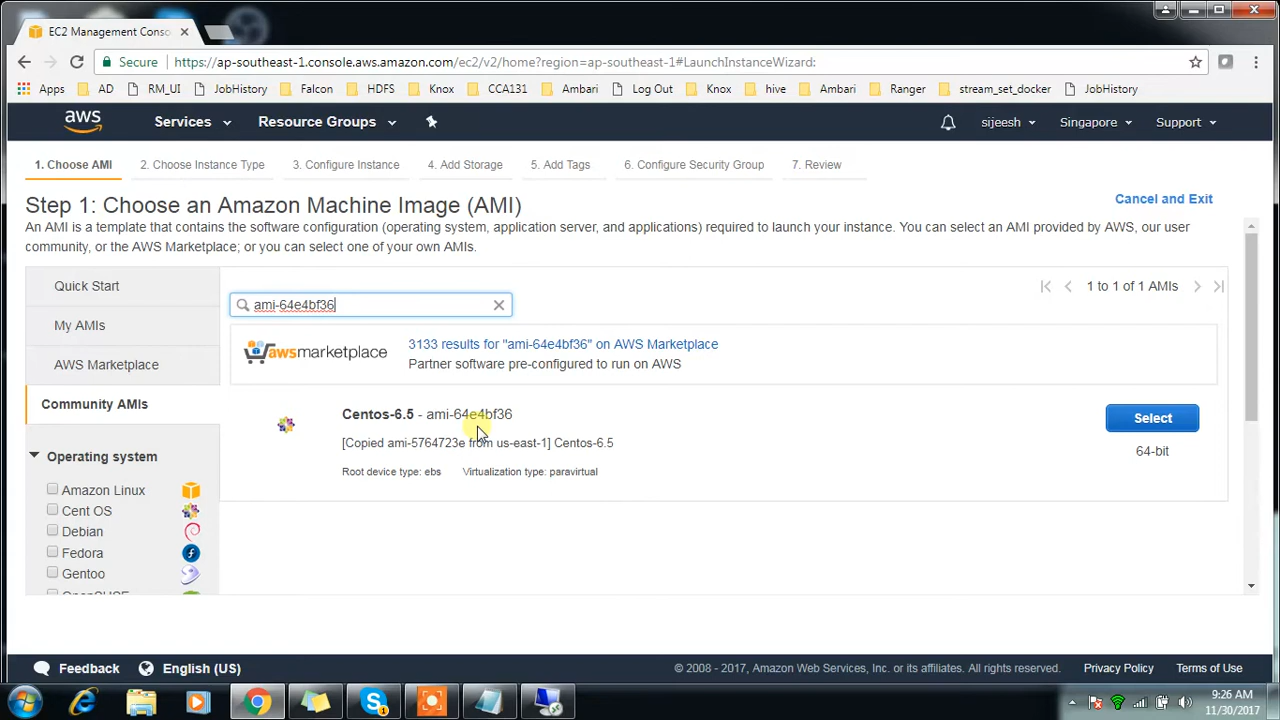 EC2 Management Conso
Secure
https://ap-southeast-1.console.aws.amazon.com/ec2/v2/home?region=ap-southeast-1#LaunchInstanceWizard:
Apps AD RM_UI JobHistory Falcon HDFS Knox CCA131 Ambari Log Out Knox hive Ambari Ranger stream_set_docker JobHistory
aws Services Resource Groups sijeesh Singapore Support
1. Choose AMI 2. Choose Instance Type 3. Configure Instance 4. Add Storage 5. Add Tags 6. Configure Security Group 7. Review
Step 1: Choose an Amazon Machine Image (AMI)
Cancel and Exit
An AMI is a template that contains the software configuration (operating system, application server, and applications) required to launch your instance. You can select an AMI provided by AWS, our user
community, or the AWS Marketplace; or you can select one of your own AMIs.
Quick Start
My AMIs
AWS Marketplace
Community AMIs
Operating system
Amazon Linux
Cent OS
Debian
Fedora
Gentoo
OpenSUSE
ami-64e4bf36
1 to 1 of 1 AMIs
awsmarketplace
3133 results for "ami-64e4bf36" on AWS Marketplace
Partner software pre-configured to run on AWS
Centos-6.5 - ami-64e4bf36
[Copied ami-5764723e from us-east-1] Centos-6.5
Root device type: ebs Virtualization type: paravirtual
Select
64-bit
Feedback English (US)
© 2008 - 2017, Amazon Web Services, Inc. or its affiliates. All rights reserved. Privacy Policy Terms of Use
9:26 AM
11/30/2017